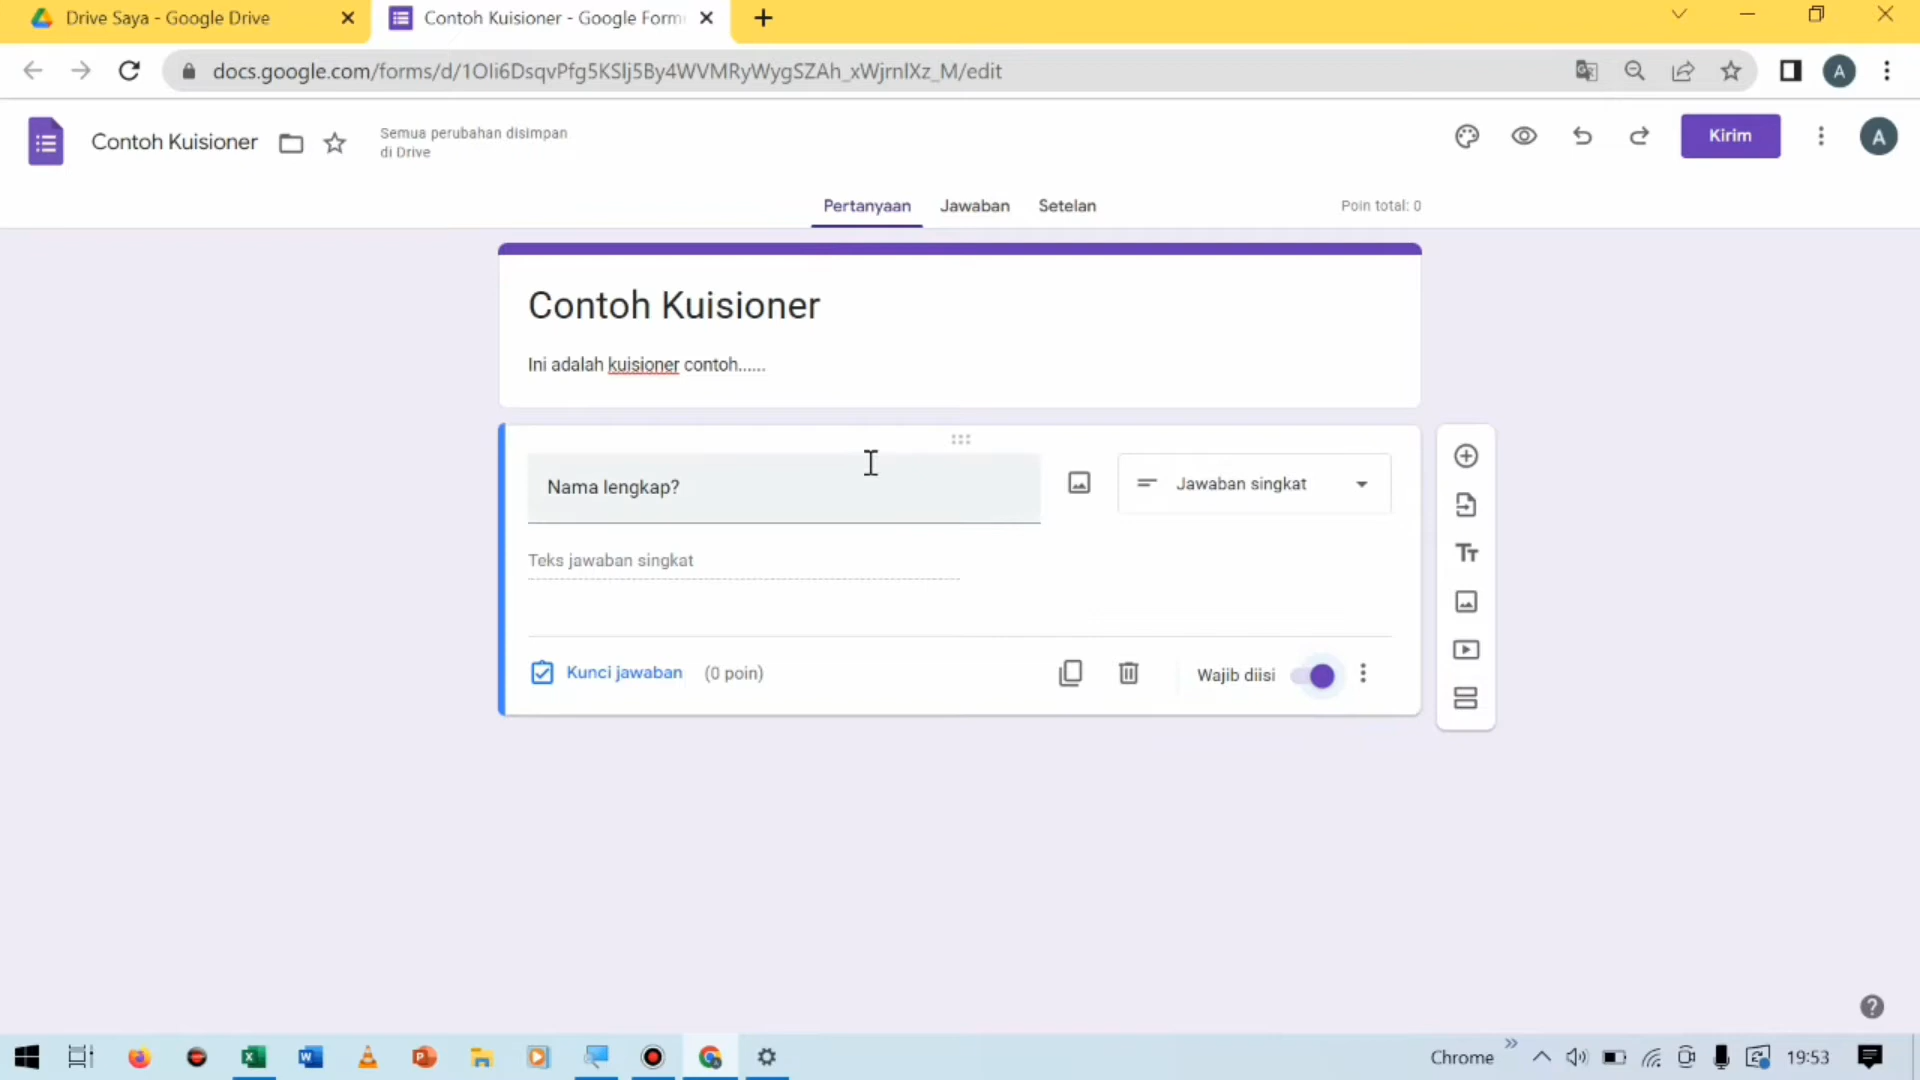 Drive Saya - Google Drive
Contoh Kuisioner - Google Form
docs.google.com/forms/d/1Oli6DsqvPfg5KSlj5By4WVMRyWygSZAh_xWjrnlXz_M/edit
A
Contoh Kuisioner
Semua perubahan disimpan
di Drive
Kirim
A
Pertanyaan
Jawaban
Setelan
Poin total: 0
Contoh Kuisioner
Ini adalah kuisioner contoh......
Nama lengkap?
Jawaban singkat
Teks jawaban singkat
Kunci jawaban (0 poin)
Wajib diisi
Chrome
19:53